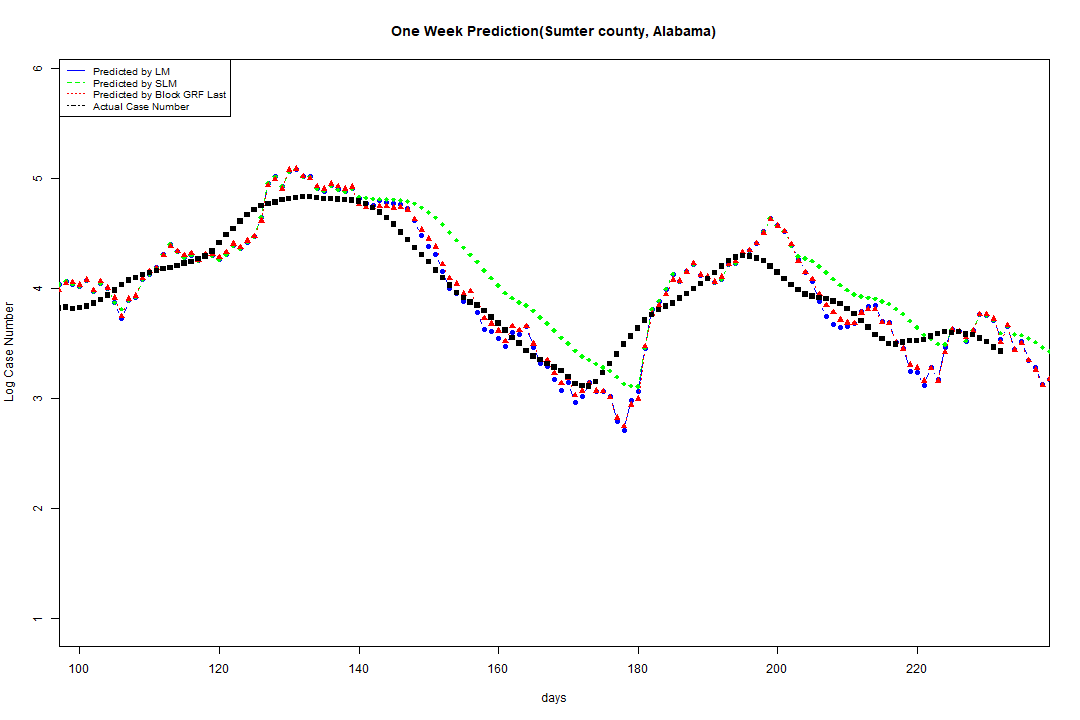 One Week Prediction(Sumter county, Alabama)
Predicted by LM
Predicted by SLM
Predicted by Block GRF Last
Actual Case Number
6
5
4
3
2
1
Log Case Number
100 120 140 160 180 200 220
days